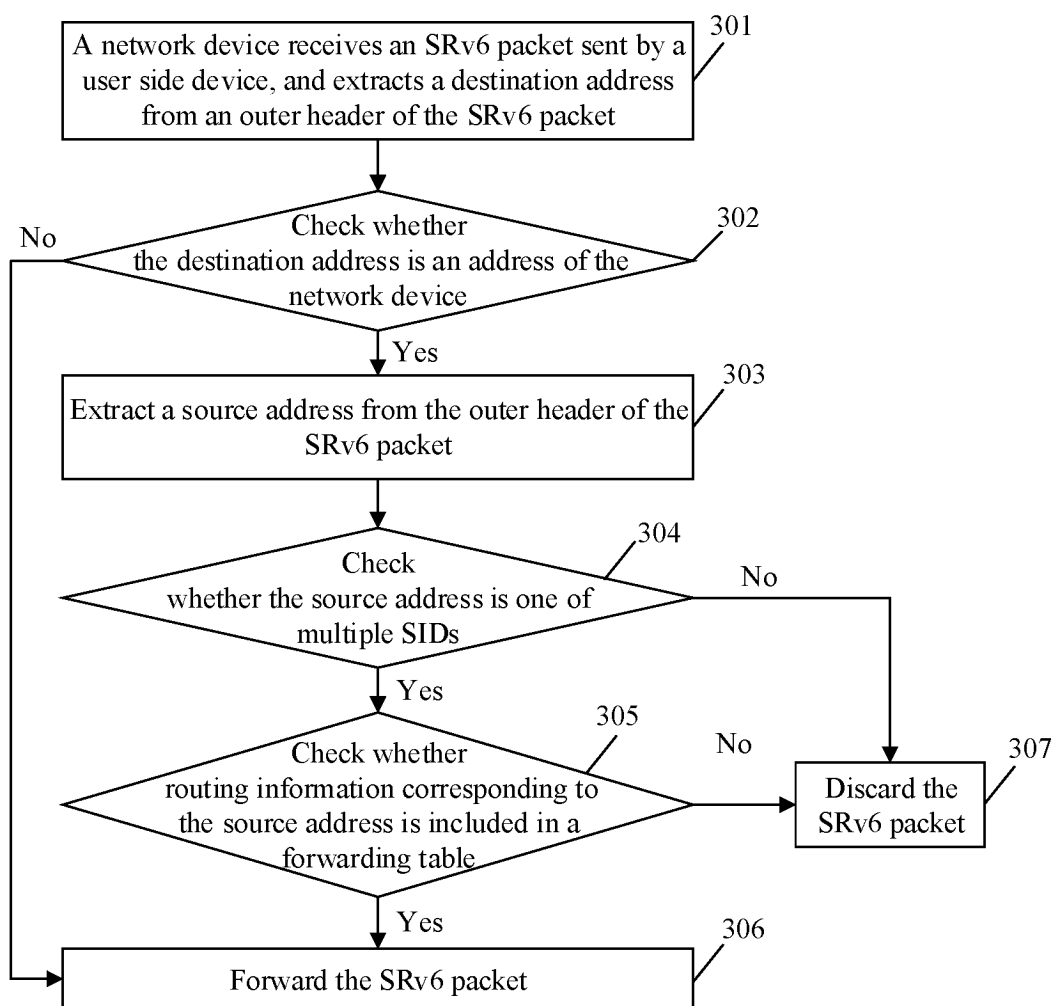 301
A network device receives an SRv6 packet sent by a
user side device, and extracts a destination address
from an outer header of the SRv6 packet
302
No
Check whether
the destination address is an address of the
network device
Yes
303
Extract a source address from the outer header of the
SRv6 packet
304
Check
whether the source address is one of
multiple SIDs
No
Yes
305
Check whether
routing information corresponding to
the source address is included in a
forwarding table
No
307
Discard the
SRv6 packet
Yes
306
Forward the SRv6 packet